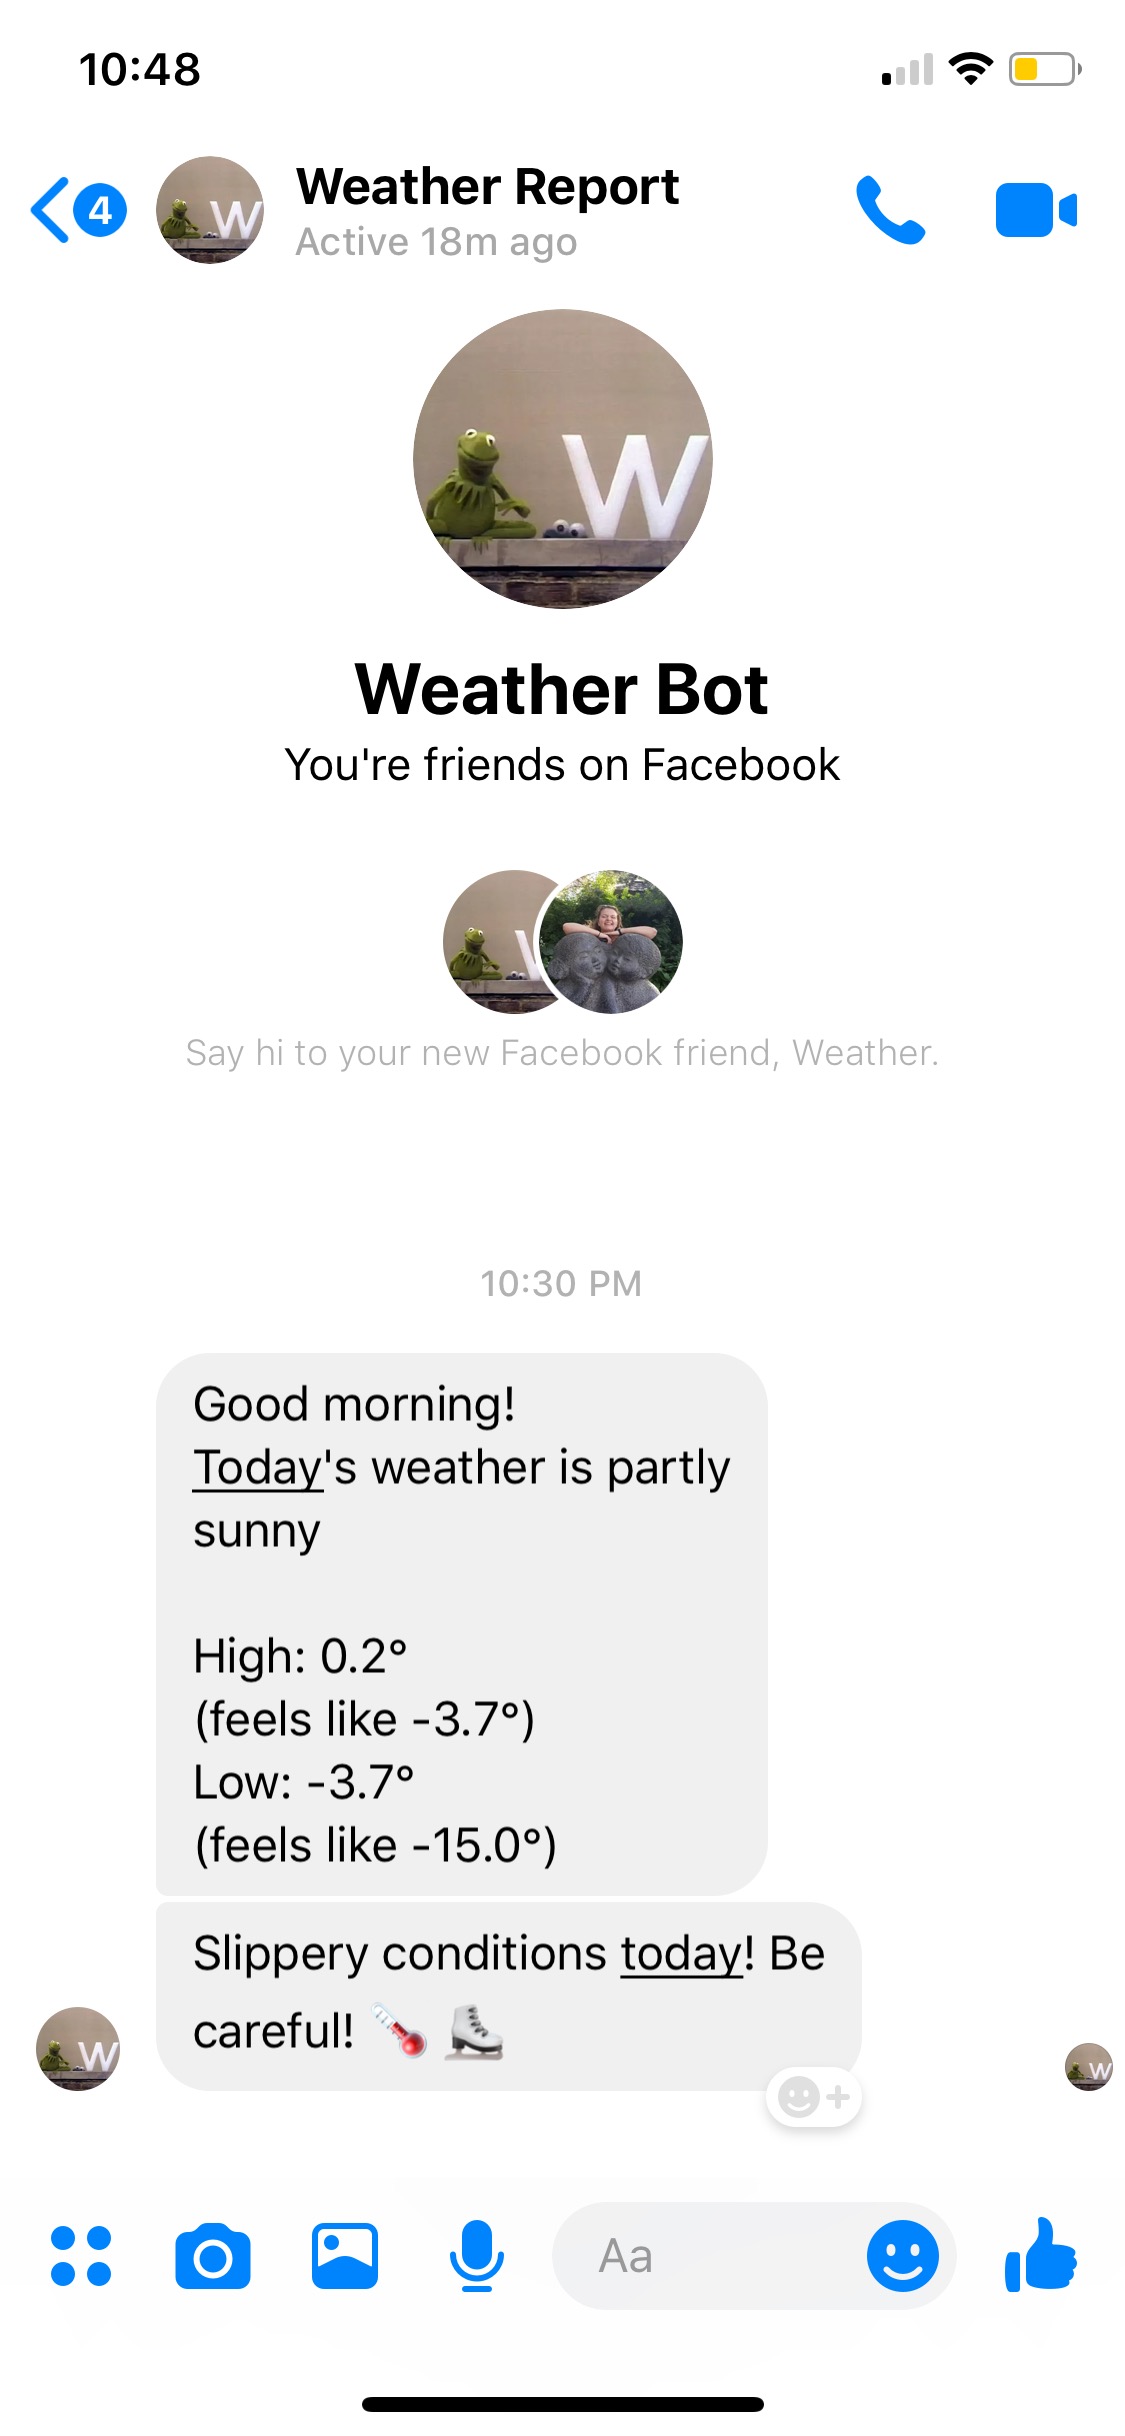 10:48
4
Weather Report
Active 18m ago
W
W
Weather Bot
You're friends on Facebook
Say hi to your new Facebook friend, Weather.
10:30 PM
Good morning!
Today's weather is partly
sunny
High: 0.2°
(feels like -3.7°)
Low: -3.7°
(feels like -15.0°)
Slippery conditions today! Be
careful!
W
W
Aa